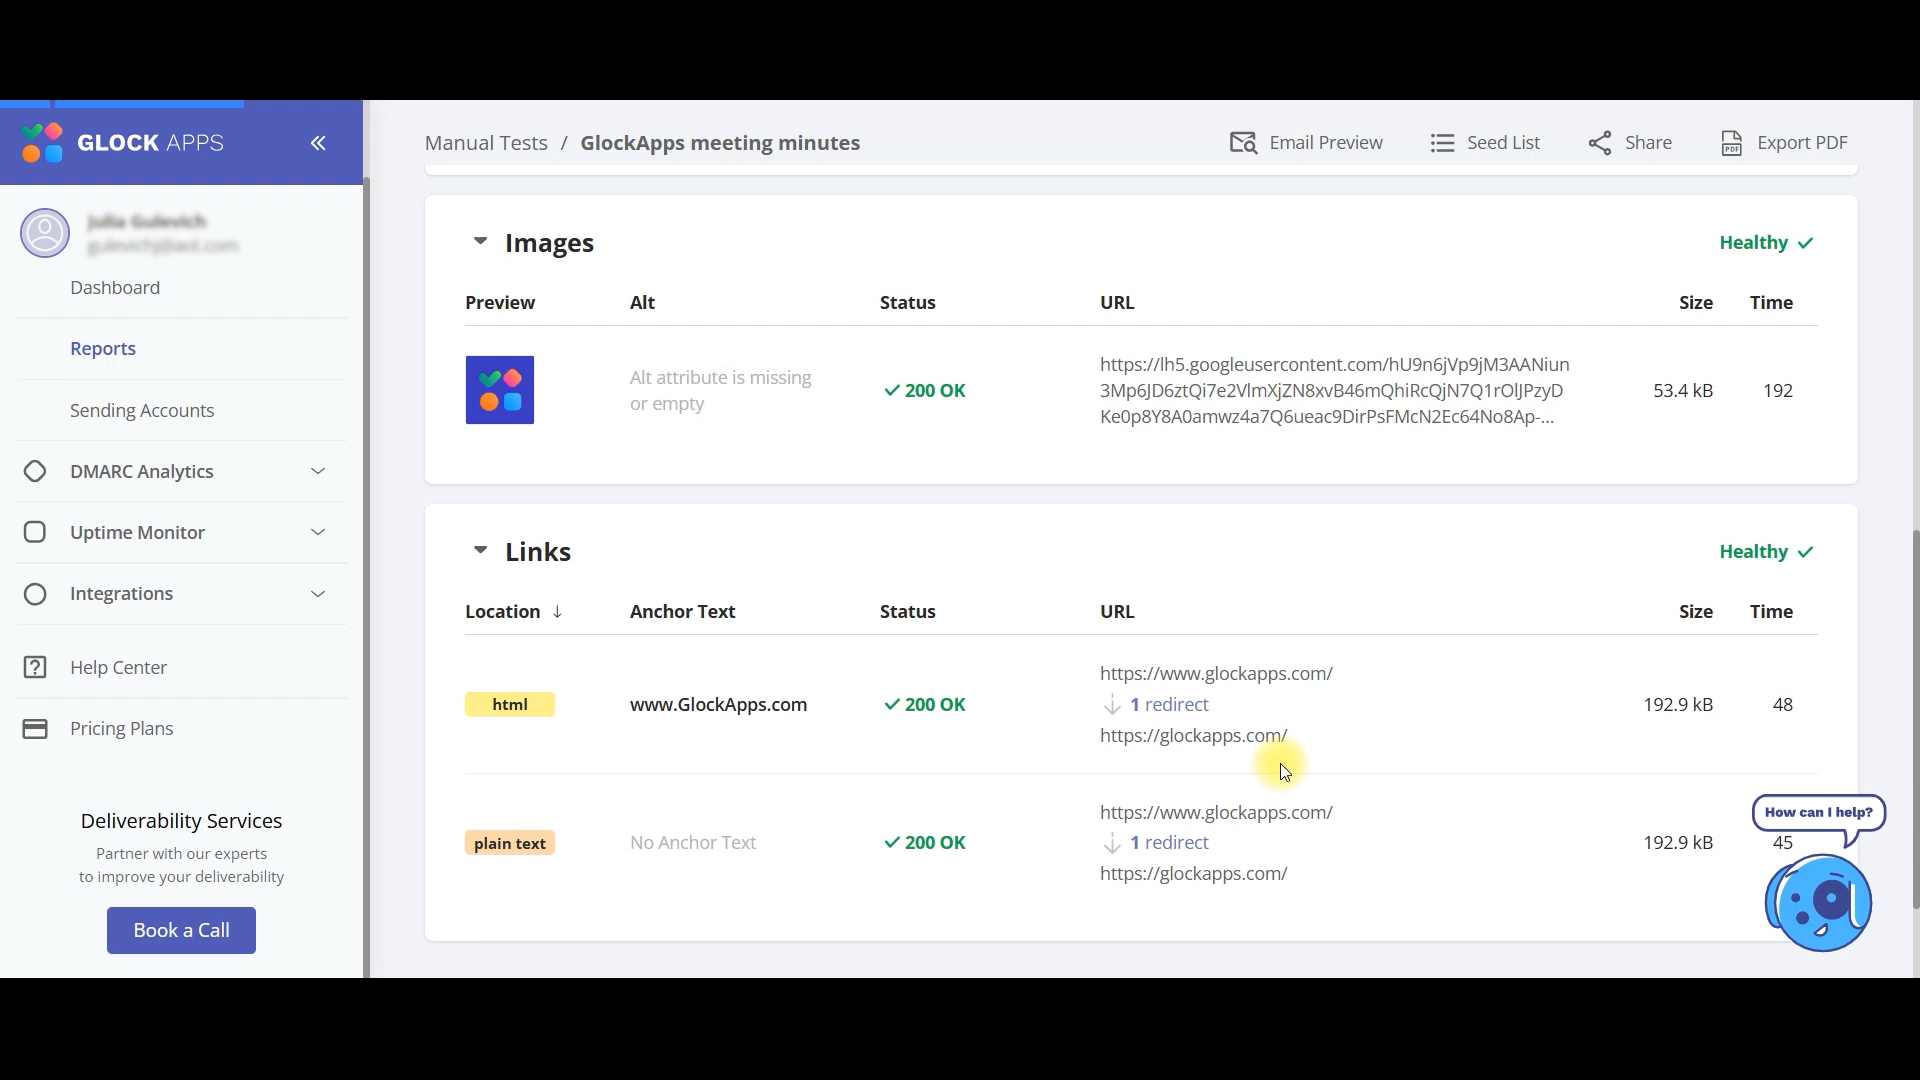 GLOCK APPS
Manual Tests / GlockApps meeting minutes
Email Preview
Seed List
Share
PDF
Export PDF
Dashboard
Reports
Sending Accounts
DMARC Analytics
Uptime Monitor
Integrations
Help Center
Pricing Plans
Deliverability Services
Partner with our experts
to improve your deliverability
Book a Call
Images
Healthy
Preview Alt Status URL Size Time
Alt attribute is missing
or empty
200 OK
https://lh5.googleusercontent.com/hU9n6jVp9jM3AANiun
3Mp6JD6ztQi7e2VlmXjZN8xvB46mQhiRcQjN7Q1rOlJPzyD
Ke0p8Y8A0amwz4a7Q6ueac9DirPsFMcN2Ec64No8Ap-...
53.4 kB
192
Links
Healthy
Location Anchor Text Status URL Size Time
html
www.GlockApps.com
200 OK
https://www.glockapps.com/
1 redirect
https://glockapps.com/
192.9 kB
48
plain text
No Anchor Text
200 OK
https://www.glockapps.com/
1 redirect
https://glockapps.com/
192.9 kB
45
How can I help?